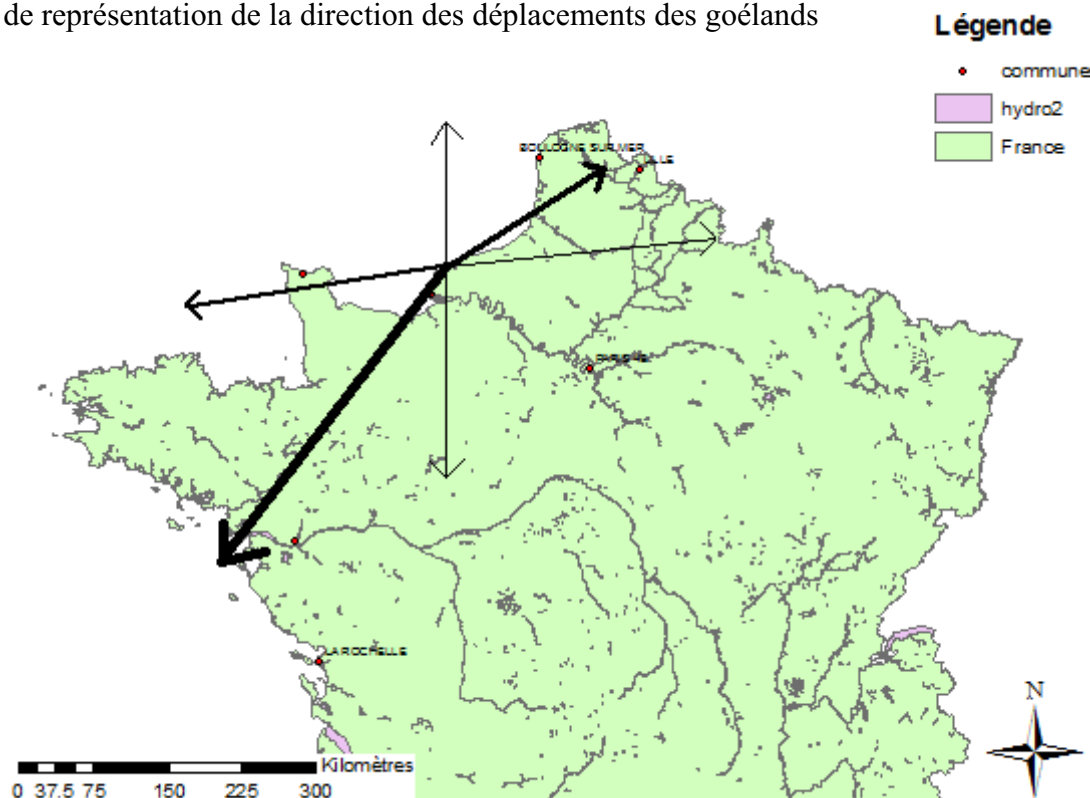 de représentation de la direction des déplacements des goélands
Légende
commune
hydro2
France
BOULOGNE SUR MER
LILLE
LA ROCHELLE
N
Kilomètres
0 37.5 75 150 225 300